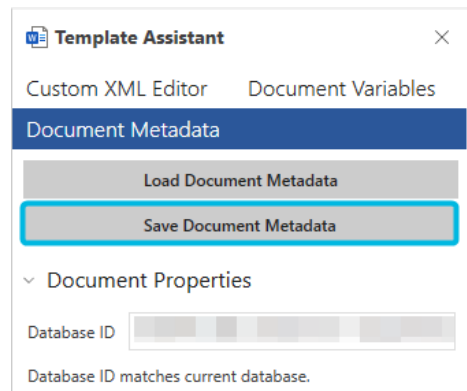 Template Assistant
Custom XML Editor Document Variables
Document Metadata
Load Document Metadata
Save Document Metadata
Document Properties
Database ID
Database ID matches current database.